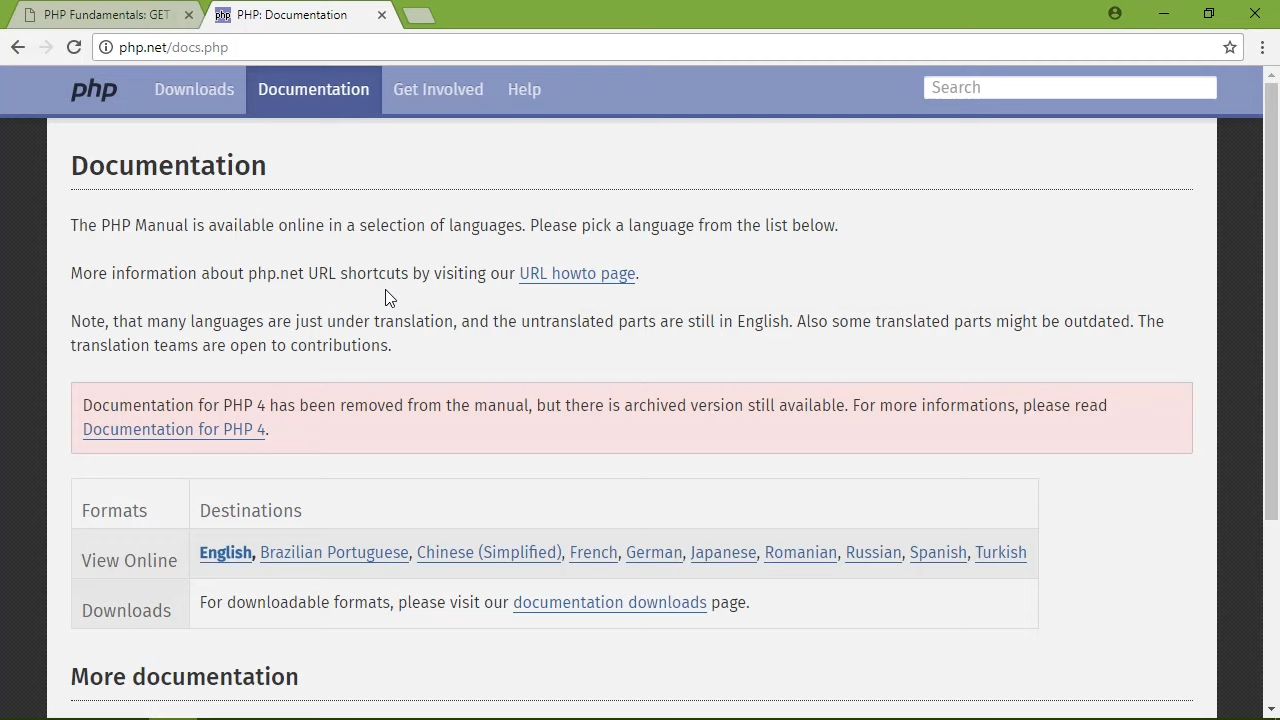 PHP Fundamentals: GET
PHP: Documentation
php.net/docs.php
php Downloads Documentation Get Involved Help Search
Documentation
The PHP Manual is available online in a selection of languages. Please pick a language from the list below.
More information about php.net URL shortcuts by visiting our URL howto page.
Note, that many languages are just under translation, and the untranslated parts are still in English. Also some translated parts might be outdated. The
translation teams are open to contributions.
Documentation for PHP 4 has been removed from the manual, but there is archived version still available. For more informations, please read
Documentation for PHP 4.
Formats Destinations
View Online English, Brazilian Portuguese, Chinese (Simplified), French, German, Japanese, Romanian, Russian, Spanish, Turkish
Downloads For downloadable formats, please visit our documentation downloads page.
More documentation